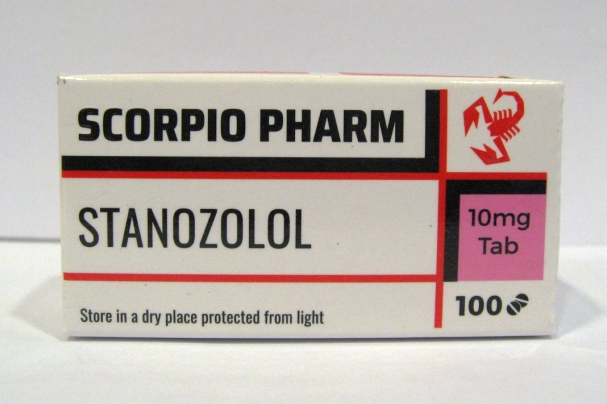 SCORPIO PHARM
STANOZOLOL
10mg
Tab
Store in a dry place protected from light
100